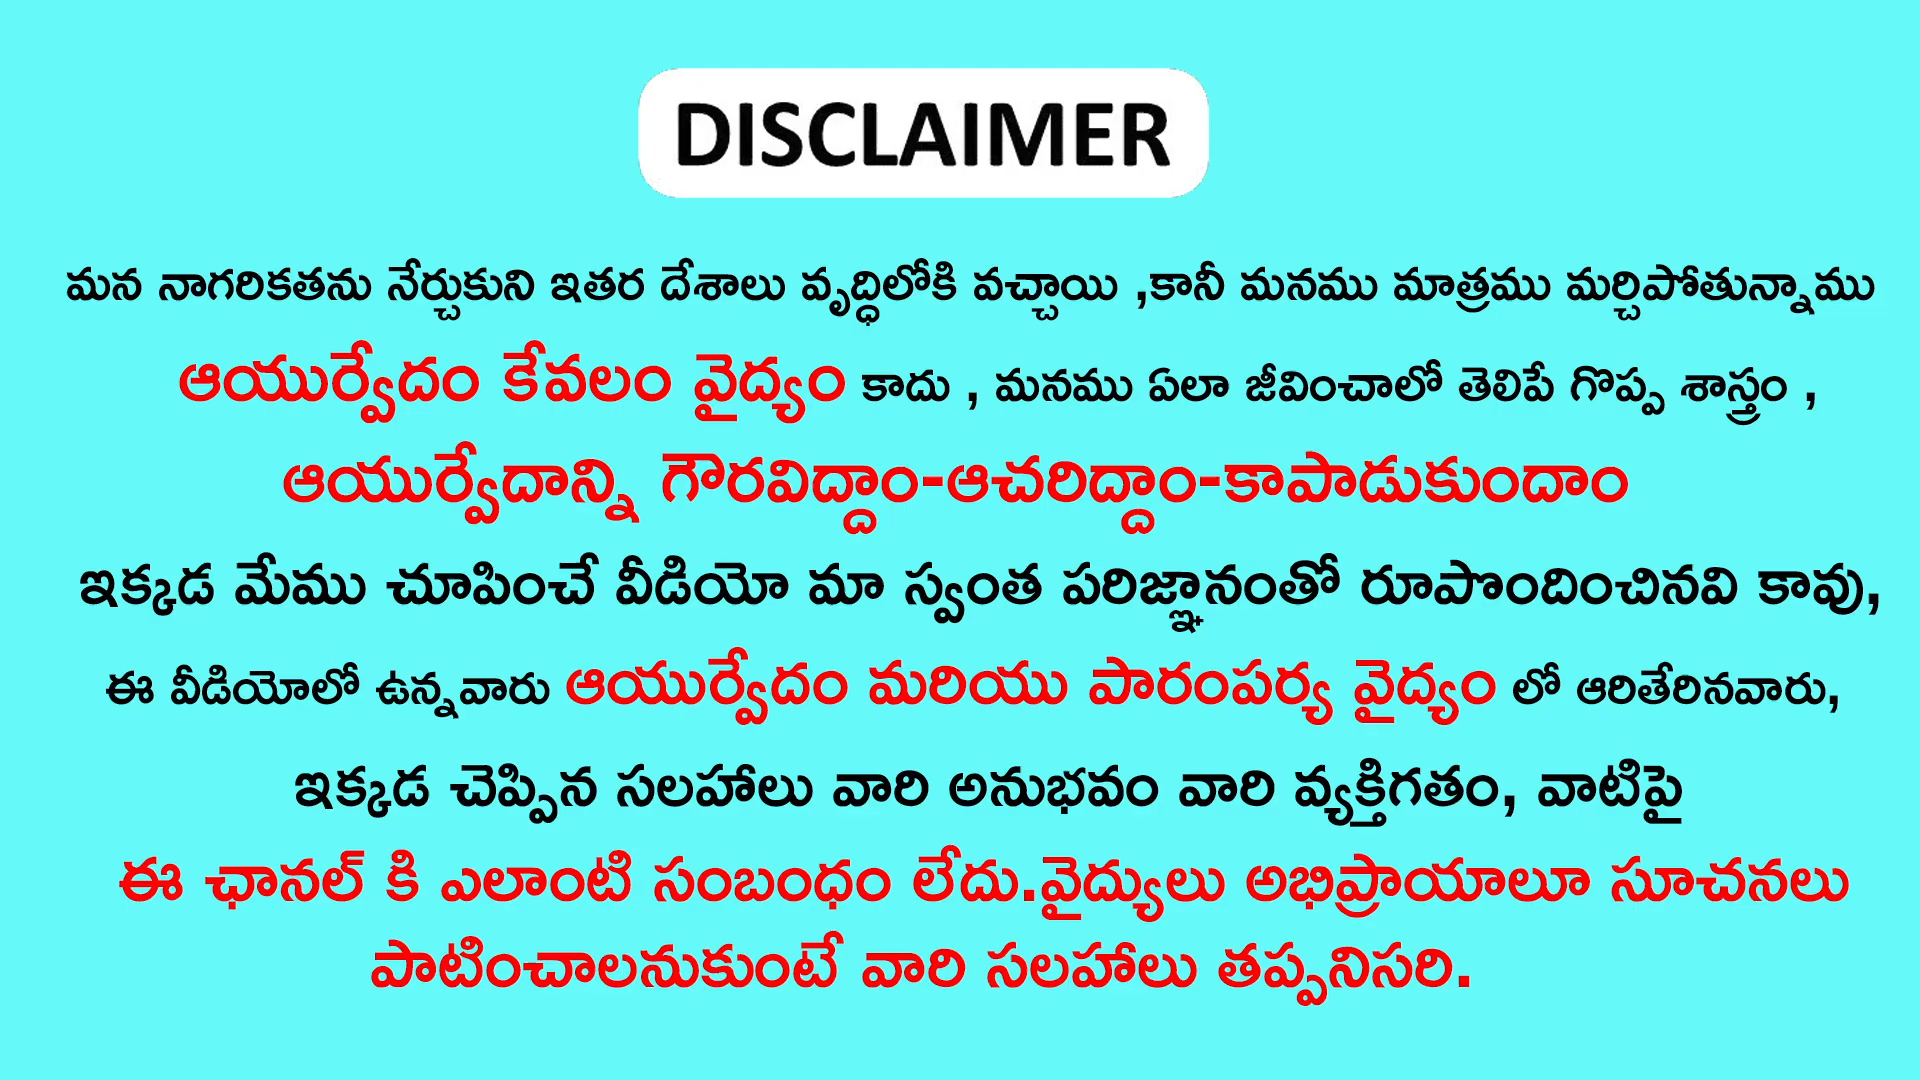 DISCLAIMER
మన నాగరికతను నేర్చుకుని ఇతర దేశాలు వృద్ధిలోకి వచ్చాయి ,కానీ మనము మాత్రము మర్చిపోతున్నాము
ఆయుర్వేదం కేవలం వైద్యం కాదు , మనము ఏలా జీవించాలో తెలిపే గొప్ప శాస్త్రం ,
ఆయుర్వేదాన్ని గౌరవిద్దాం-ఆచరిద్దాం-కాపాడుకుందాం
ఇక్కడ మేము చూపించే వీడియో మా స్వంత పరిజ్ఞానంతో రూపొందించినవి కావు,
ఈ వీడియోలో ఉన్నవారు ఆయుర్వేదం మరియు పారంపర్య వైద్యం లో ఆరితేరినవారు,
ఇక్కడ చెప్పిన సలహాలు వారి అనుభవం వారి వ్యక్తిగతం, వాటిపై
ఈ ఛానల్ కి ఎలాంటి సంబంధం లేదు.వైద్యులు అభిప్రాయాలూ సూచనలు
పాటించాలనుకుంటే వారి సలహాలు తప్పనిసరి.